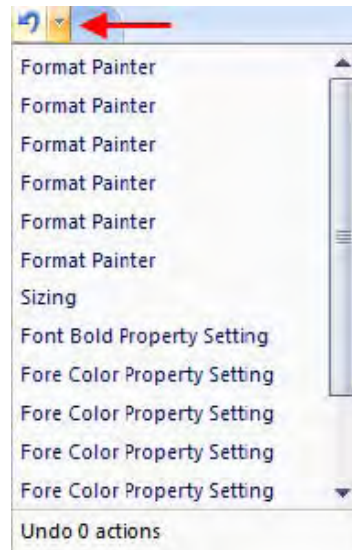 Format Painter
Format Painter
Format Painter
Format Painter
Format Painter
Format Painter
Sizing
Font Bold Property Setting
Fore Color Property Setting
Fore Color Property Setting
Fore Color Property Setting
Fore Color Property Setting
Undo 0 actions